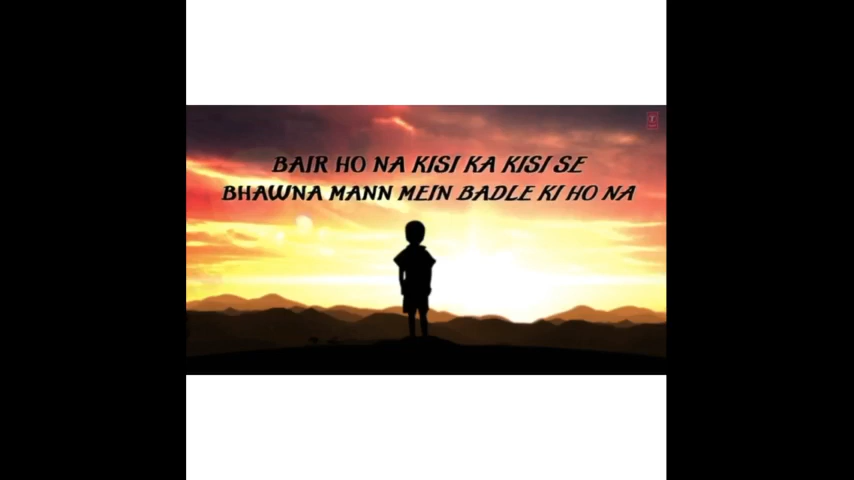 BAIR HO NA KISI KA KISI SE
BHAWNA MANN MEIN BADLE KI HO NA